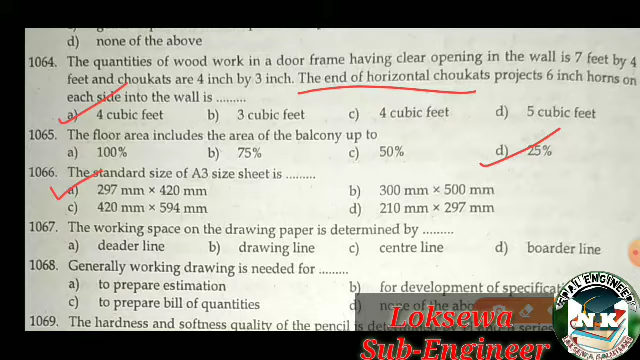 d) none of the above
1064. The quantities of wood work in a door frame having clear opening in the wall is 7 feet by 4
feet and choukats are 4 inch by 3 inch. The end of horizontal choukats projects 6 inch horns on
each side into the wall is .........
a) 4 cubic feet b) 3 cubic feet c) 4 cubic feet d) 5 cubic feet
1065. The floor area includes the area of the balcony up to
a) 100% b) 75% c) 50% d) 25%
1066. The standard size of A3 size sheet is .........
a) 297 mm × 420 mm b) 300 mm × 500 mm
c) 420 mm × 594 mm d) 210 mm × 297 mm
1067. The working space on the drawing paper is determined by .........
a) deader line b) drawing line c) centre line d) boarder line
1068. Generally working drawing is needed for .........
a) to prepare estimation b) for development of specificat
c) to prepare bill of quantities d) none of the above
1069. The hardness and softness quality of the pencil is series
Loksewa
Sub-Engineer
NK